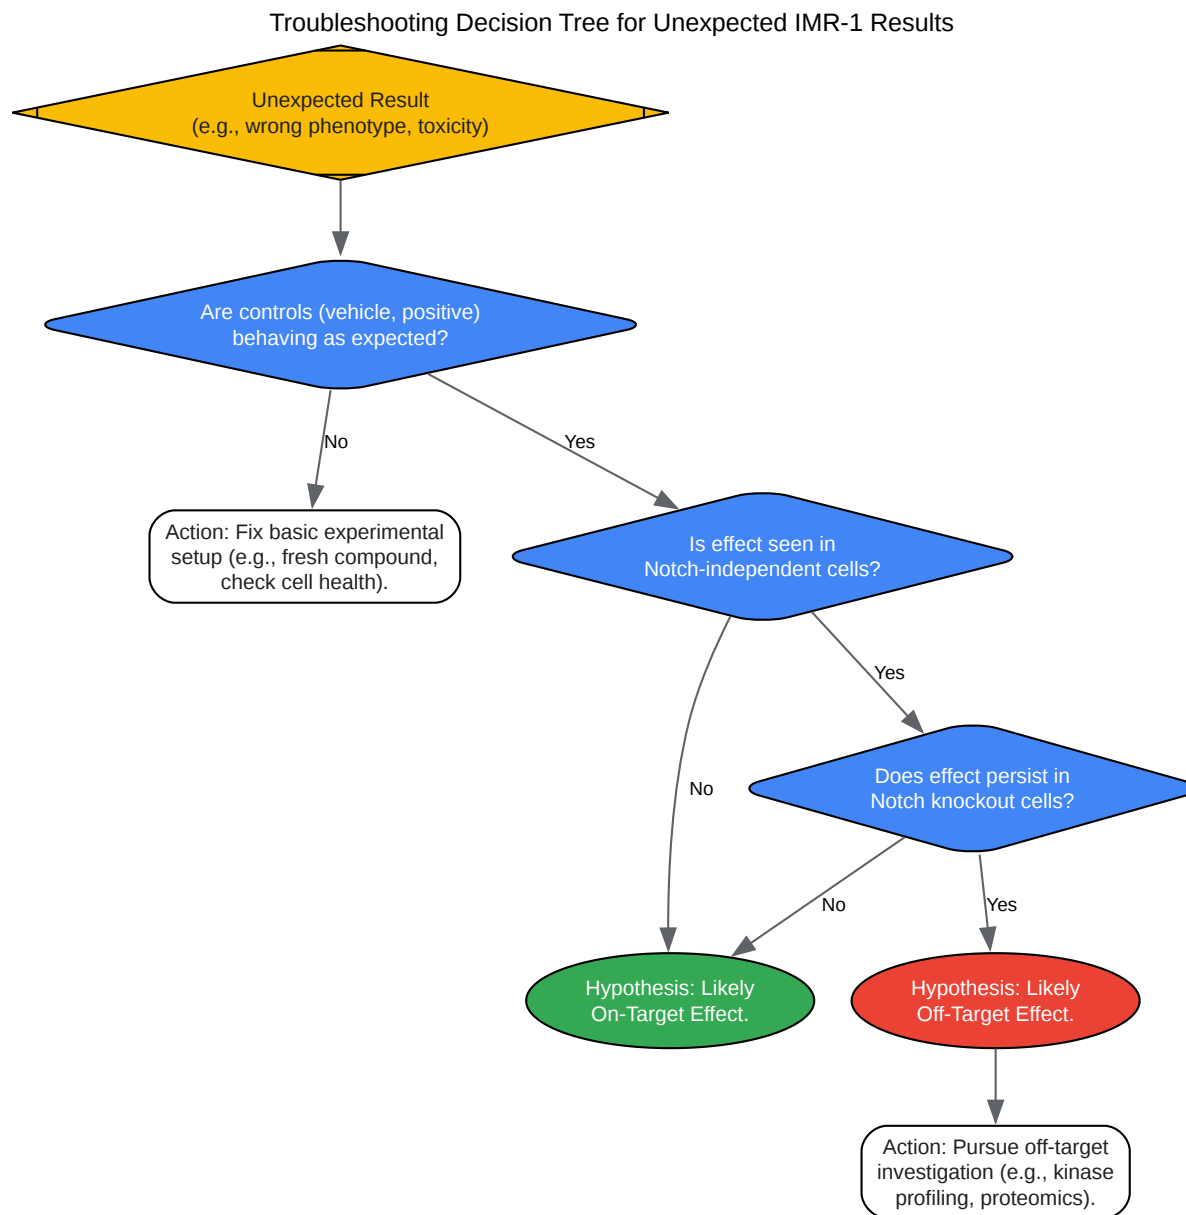 Troubleshooting Decision Tree for Unexpected IMR-1 Results
Unexpected Result
(e.g., wrong phenotype, toxicity)
Are controls (vehicle, positive)
behaving as expected?
No
Yes
Action: Fix basic experimental
setup (e.g., fresh compound,
check cell health).
Is effect seen in
Notch-independent cells?
Yes
No
Does effect persist in
Notch knockout cells?
No
Yes
Hypothesis: Likely
On-Target Effect.
Hypothesis: Likely
Off-Target Effect.
Action: Pursue off-target
investigation (e.g., kinase
profiling, proteomics).